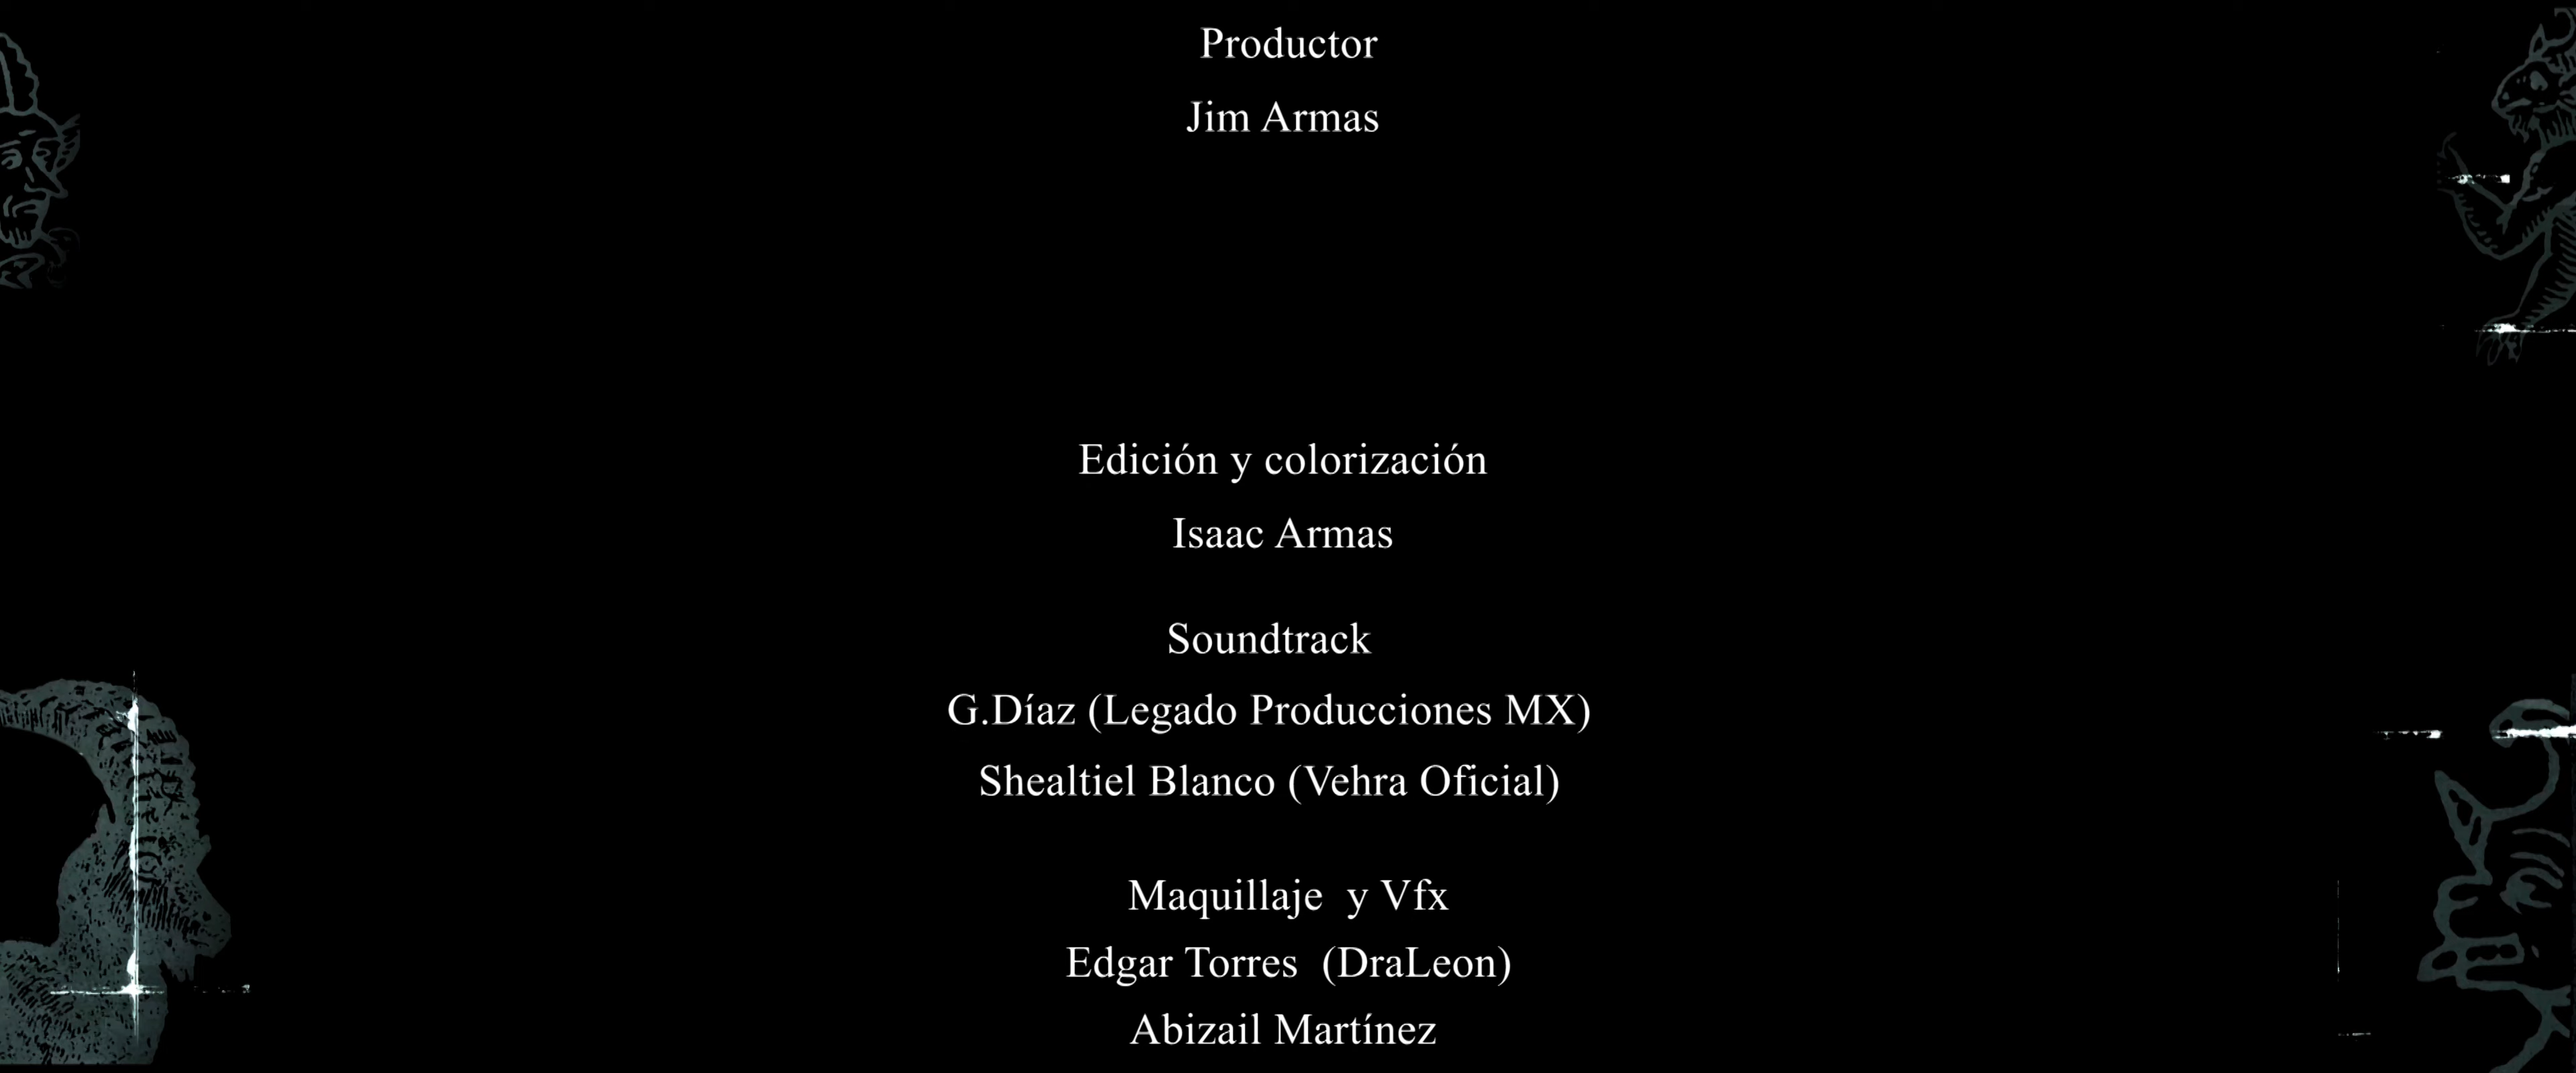 Productor
Jim Armas
Edición y colorización
Isaac Armas
Soundtrack
G.Díaz (Legado Producciones MX)
Shealtiel Blanco (Vehra Oficial)
Maquillaje  y Vfx
Edgar Torres  (DraLeon)
Abizail Martínez